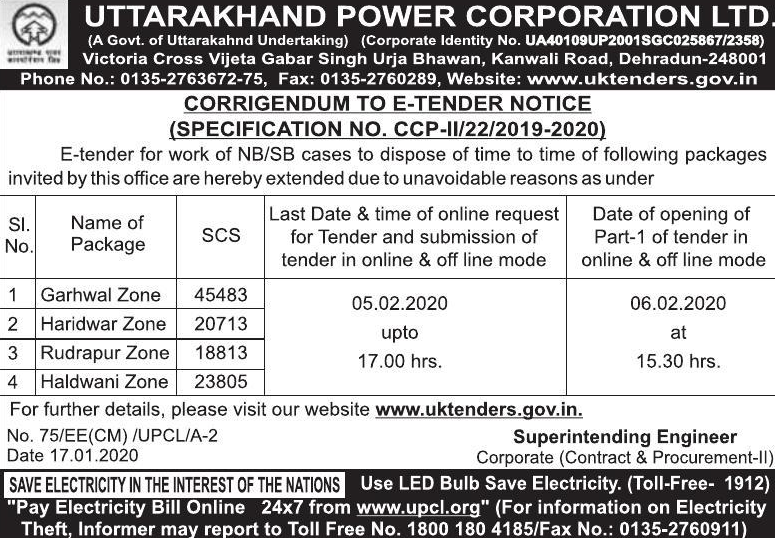 UTTARAKHAND POWER CORPORATION LTD.
(A Govt. of Uttarakahnd Undertaking) (Corporate Identity No. UA40109UP2001SGC025867/2358)
Victoria Cross Vijeta Gabar Singh Urja Bhawan, Kanwali Road, Dehradun-248001
Phone No.: 0135-2763672-75, Fax: 0135-2760289, Website: www.uktenders.gov.in
CORRIGENDUM TO E-TENDER NOTICE
(SPECIFICATION NO. CCP-II/22/2019-2020)
E-tender for work of NB/SB cases to dispose of time to time of following packages
invited by this office are hereby extended due to unavoidable reasons as under
Sl. No. Name of Package SCS Last Date & time of online request for Tender and submission of tender in online & off line mode Date of opening of Part-1 of tender in online & off line mode
1 Garhwal Zone 45483 05.02.2020 upto 17.00 hrs. 06.02.2020 at 15.30 hrs.
2 Haridwar Zone 20713
3 Rudrapur Zone 18813
4 Haldwani Zone 23805
For further details, please visit our website www.uktenders.gov.in.
No. 75/EE(CM) /UPCL/A-2
Date 17.01.2020
Superintending Engineer
Corporate (Contract & Procurement-II)
SAVE ELECTRICITY IN THE INTEREST OF THE NATIONS Use LED Bulb Save Electricity. (Toll-Free- 1912)
"Pay Electricity Bill Online 24x7 from www.upcl.org" (For information on Electricity
Theft, Informer may report to Toll Free No. 1800 180 4185/Fax No.: 0135-2760911)